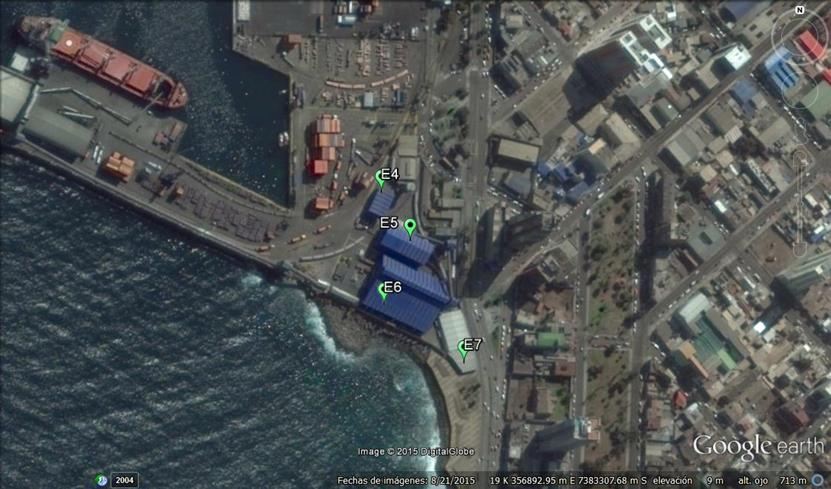 N
E4
E5
E6
E7
Image © 2015 DigitalGlobe
Google earth
2004
Fechas de imágenes: 8/21/2015 19 K 356892.95 m E 7383307.68 m S elevación 9 m alt. ojo 713 m